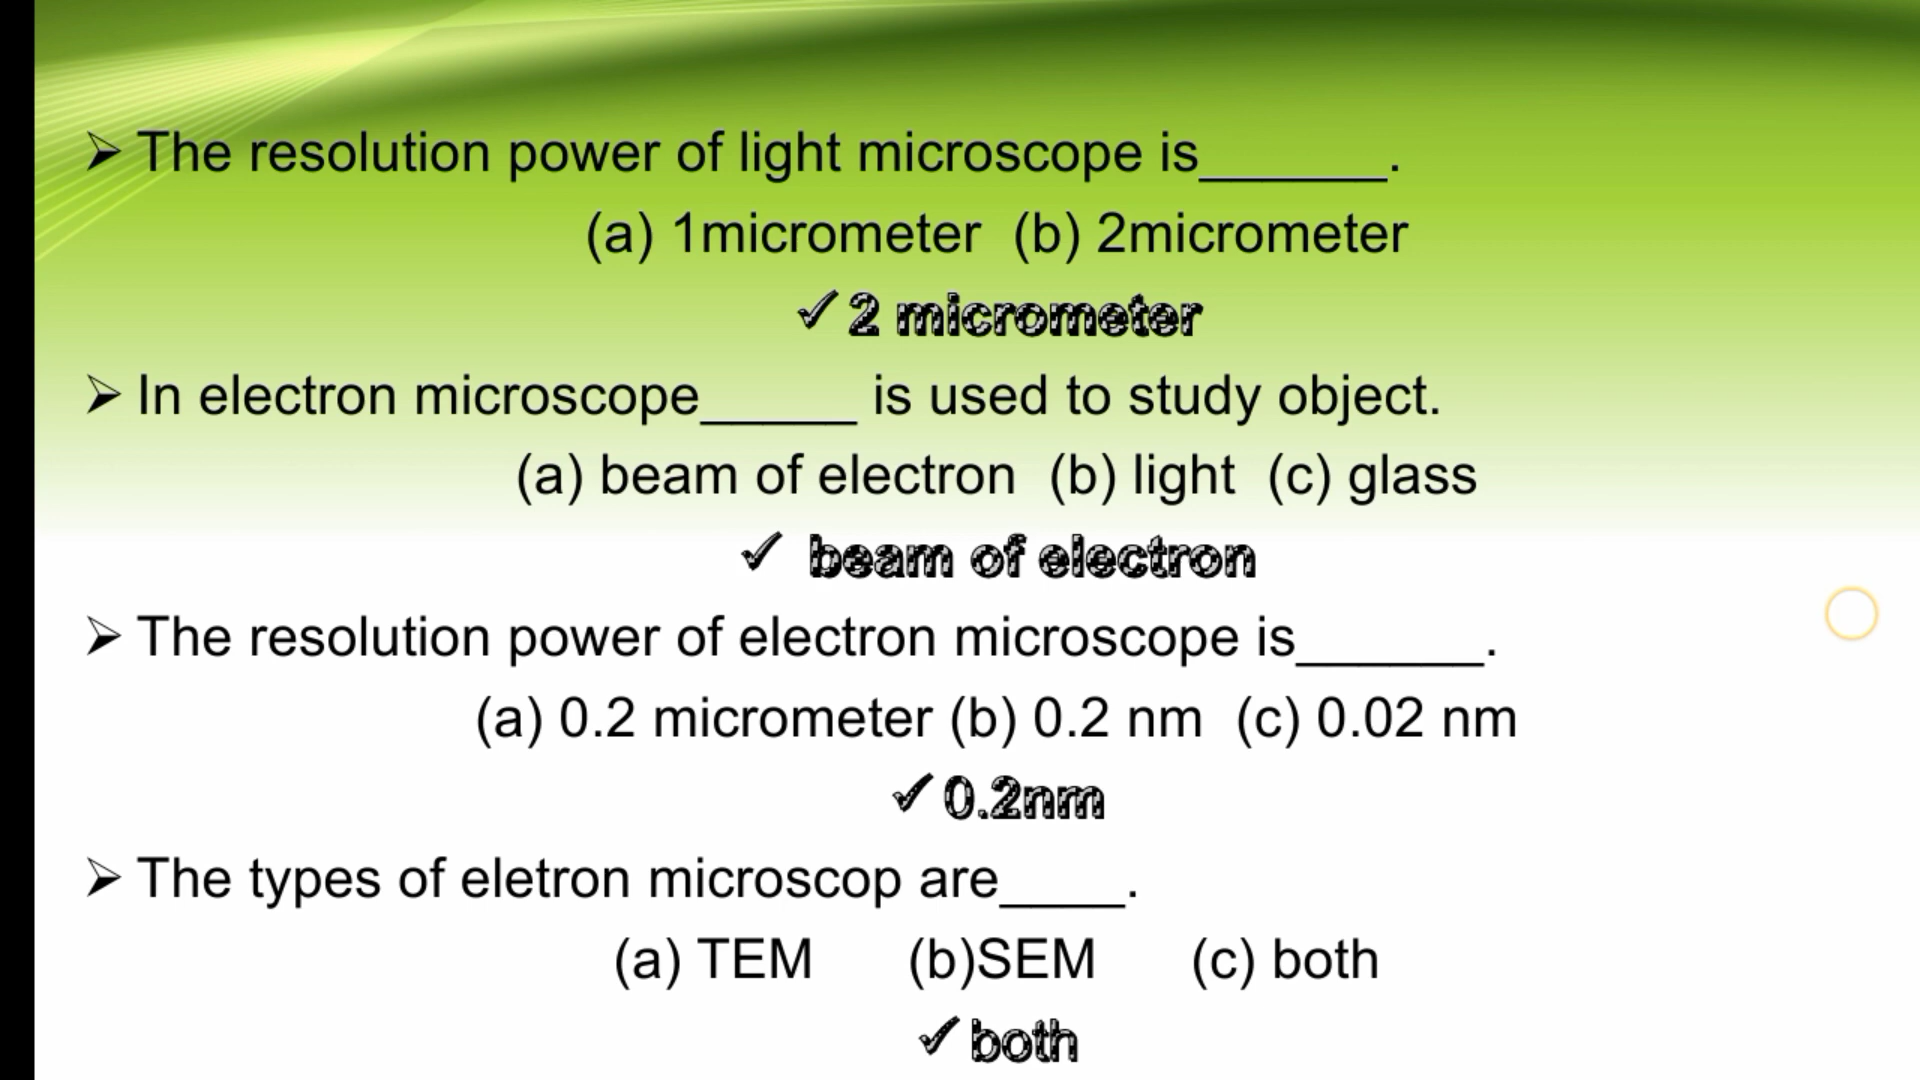 ➢ The resolution power of light microscope is______.
(a) 1micrometer (b) 2micrometer
✓2 micrometer
➢ In electron microscope_____ is used to study object.
(a) beam of electron (b) light (c) glass
✓ beam of electron
➢ The resolution power of electron microscope is______.
(a) 0.2 micrometer (b) 0.2 nm (c) 0.02 nm
✓0.2nm
➢ The types of eletron microscop are____.
(a) TEM (b)SEM (c) both
✓both